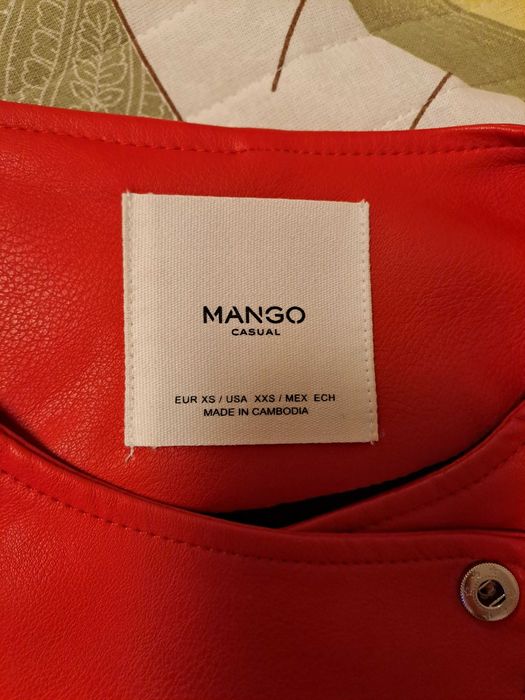 MANGO
CASUAL
EUR XS / USA XXS / MEX ECH
MADE IN CAMBODIA